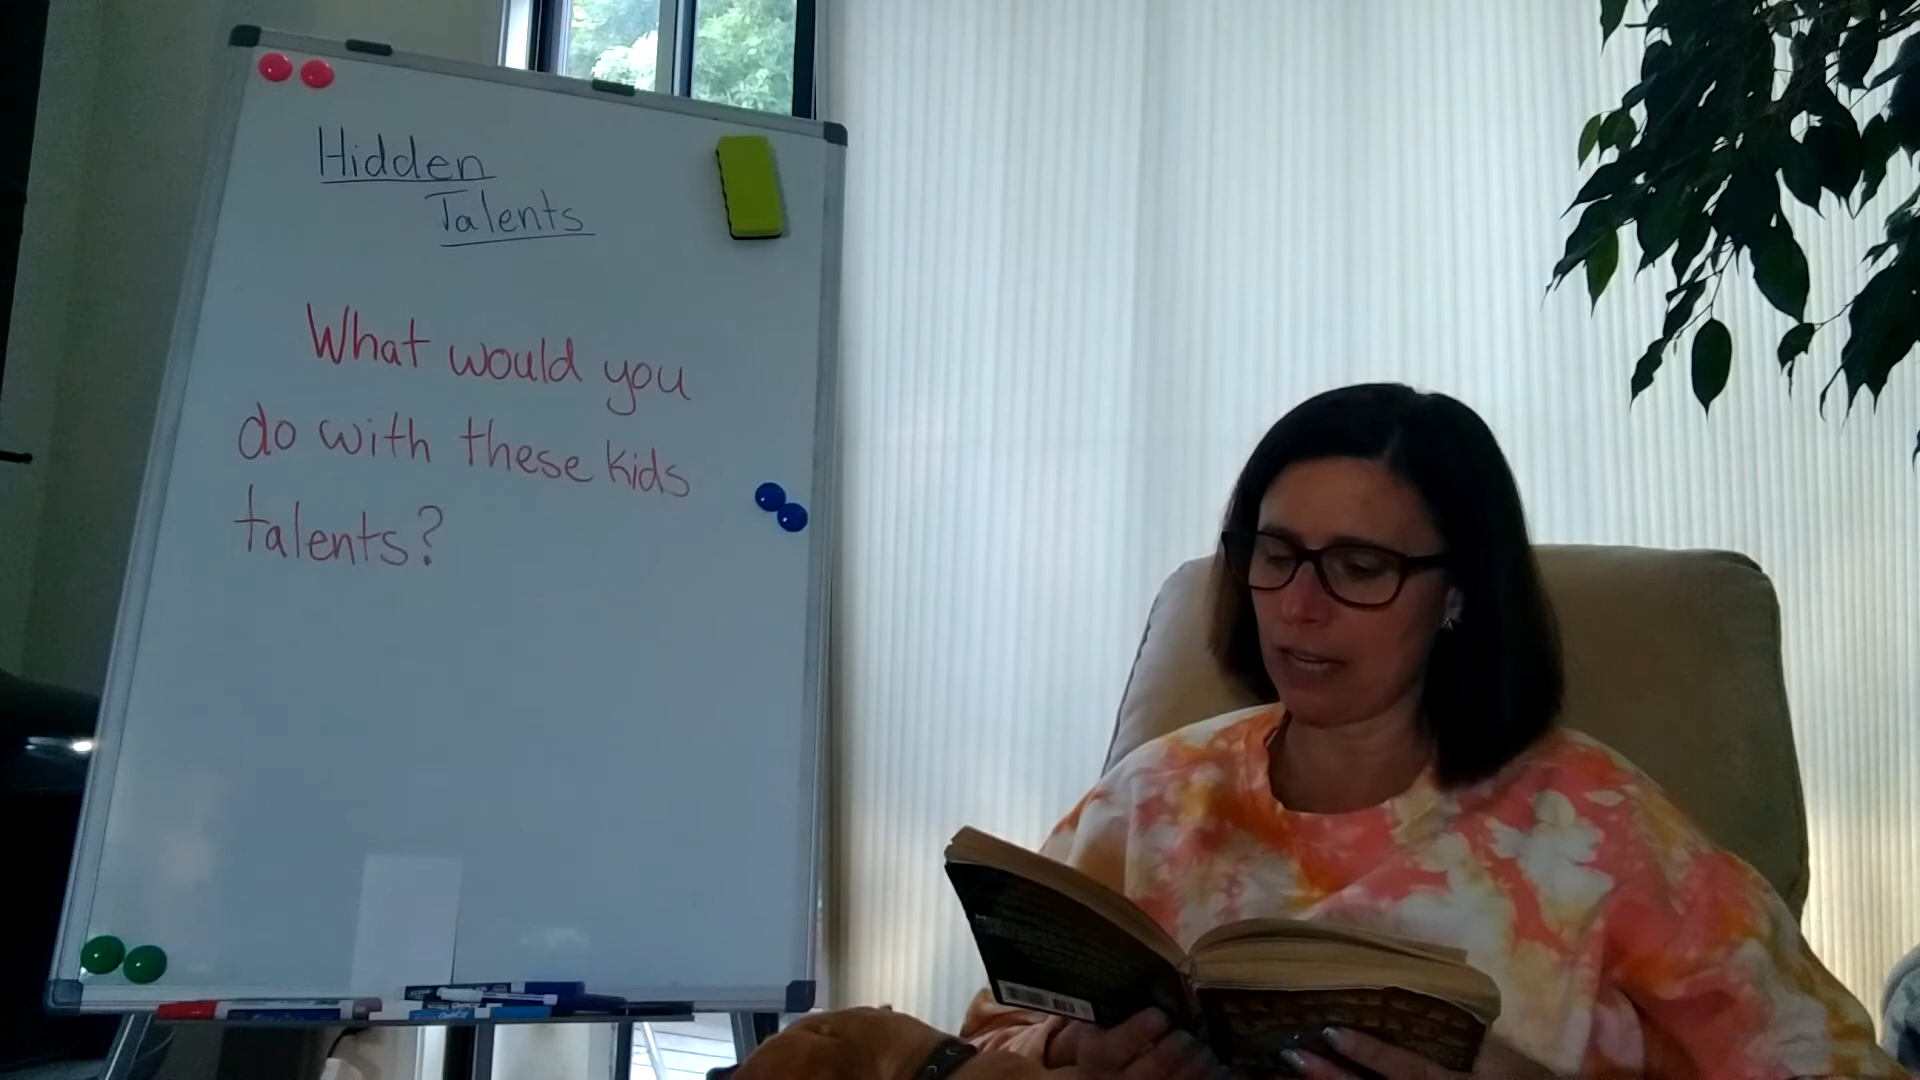 Hidden
Talents
What would you
do with these kids
talents?